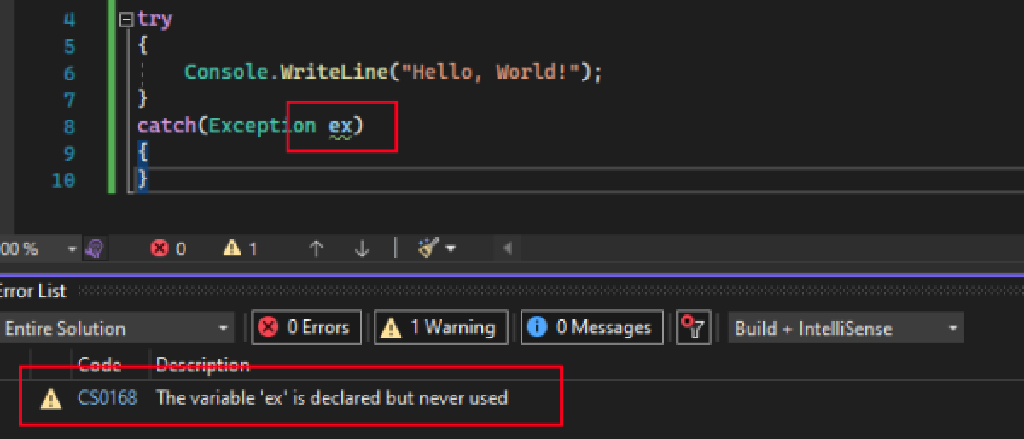 4 try
5 {
6 Console.WriteLine("Hello, World!");
7 }
8 catch(Exception ex)
9 {
10 }
00 % 0 1
Error List
Entire Solution 0 Errors 1 Warning 0 Messages Build + IntelliSense
Code Description
CS0168 The variable 'ex' is declared but never used